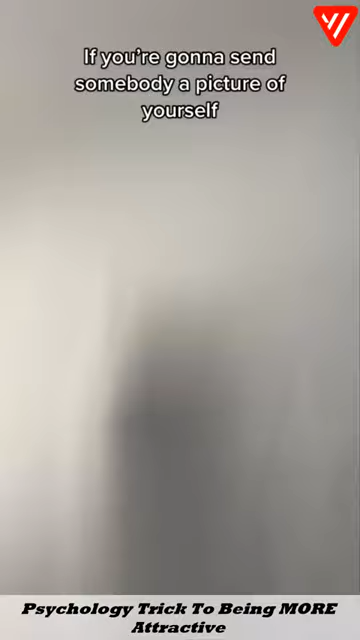 If you're gonna send
somebody a picture of
yourself
Psychology Trick To Being MORE
Attractive